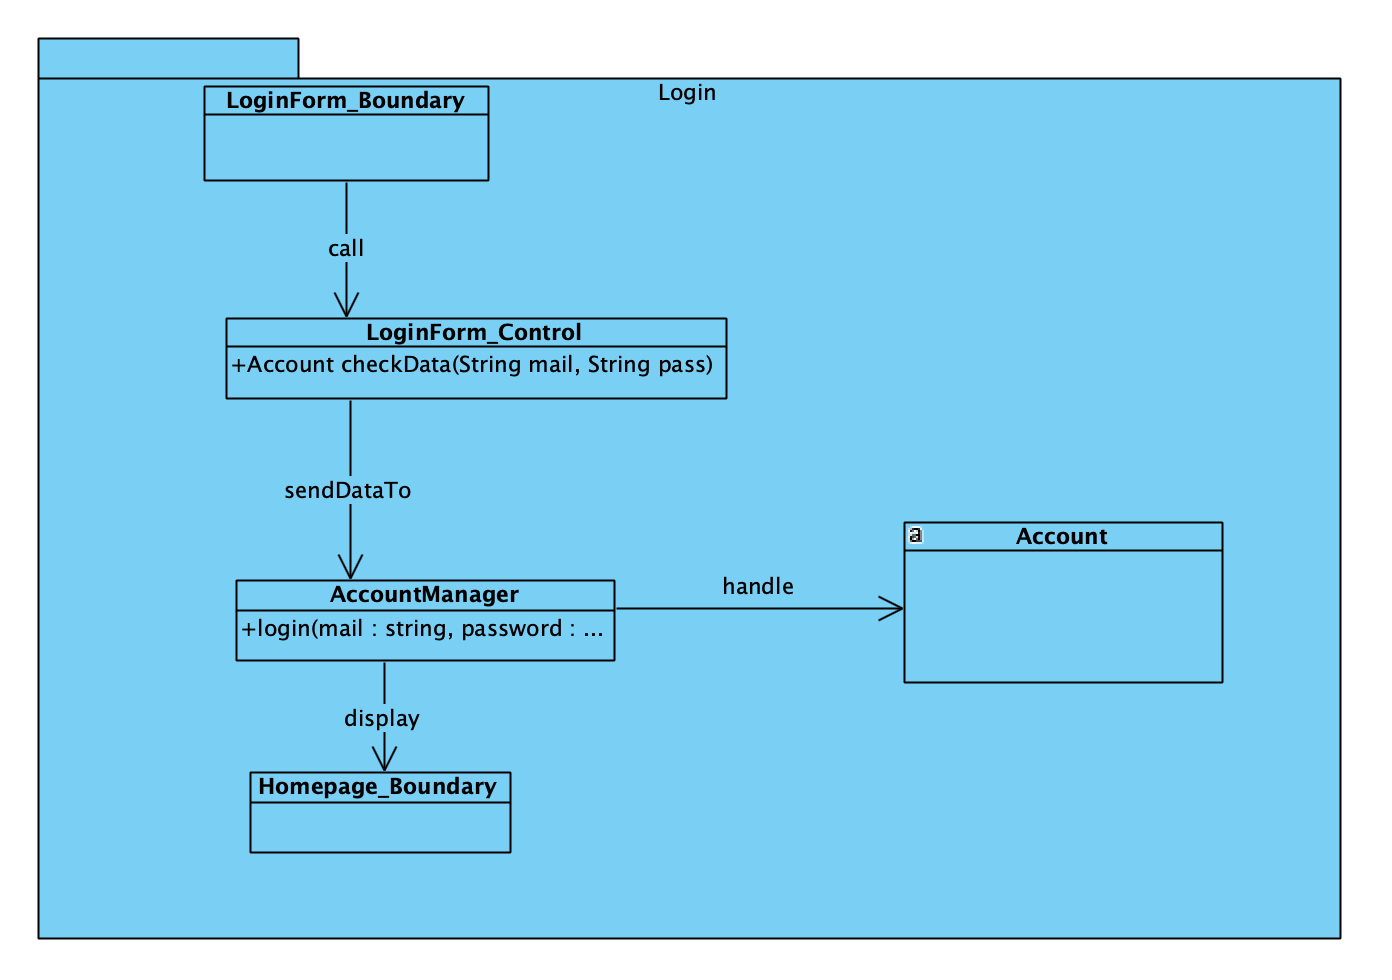 Login
LoginForm_Boundary
call
LoginForm_Control
+Account checkData(String mail, String pass)
sendDataTo
a
Account
handle
AccountManager
+login(mail : string, password : ...
display
Homepage_Boundary